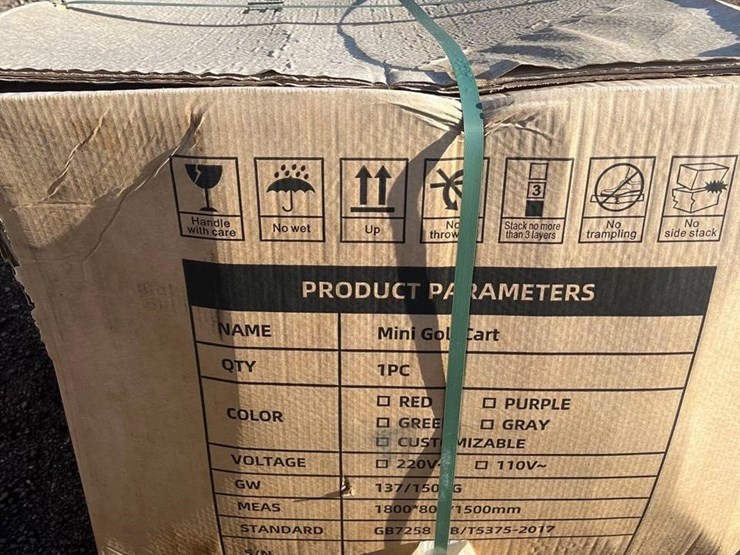 Handle
with care
No wet
Up
No
throw
3
Stack no more
than 3 layers
No
trampling
No
side stack
PRODUCT PARAMETERS
NAME Mini Gol Cart
QTY 1PC
COLOR
RED PURPLE
GREE GRAY
CUST MIZABLE
VOLTAGE 220V 110V~
GW 137/150 G
MEAS 1800*80 1500mm
STANDARD GB7258 B/T5375-2017
S/N